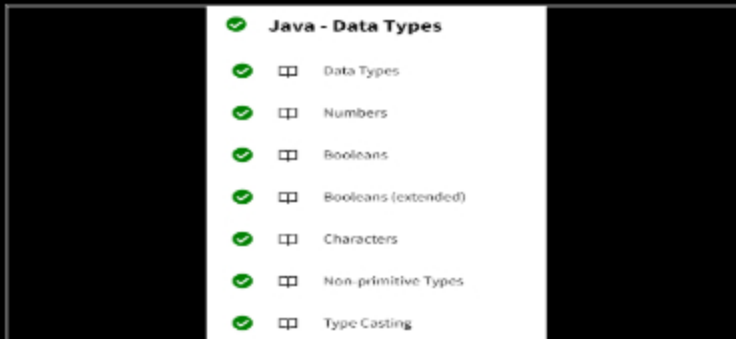 Java - Data Types
Data Types
Numbers
Booleans
Booleans (extended)
Characters
Non-primitive Types
Type Casting